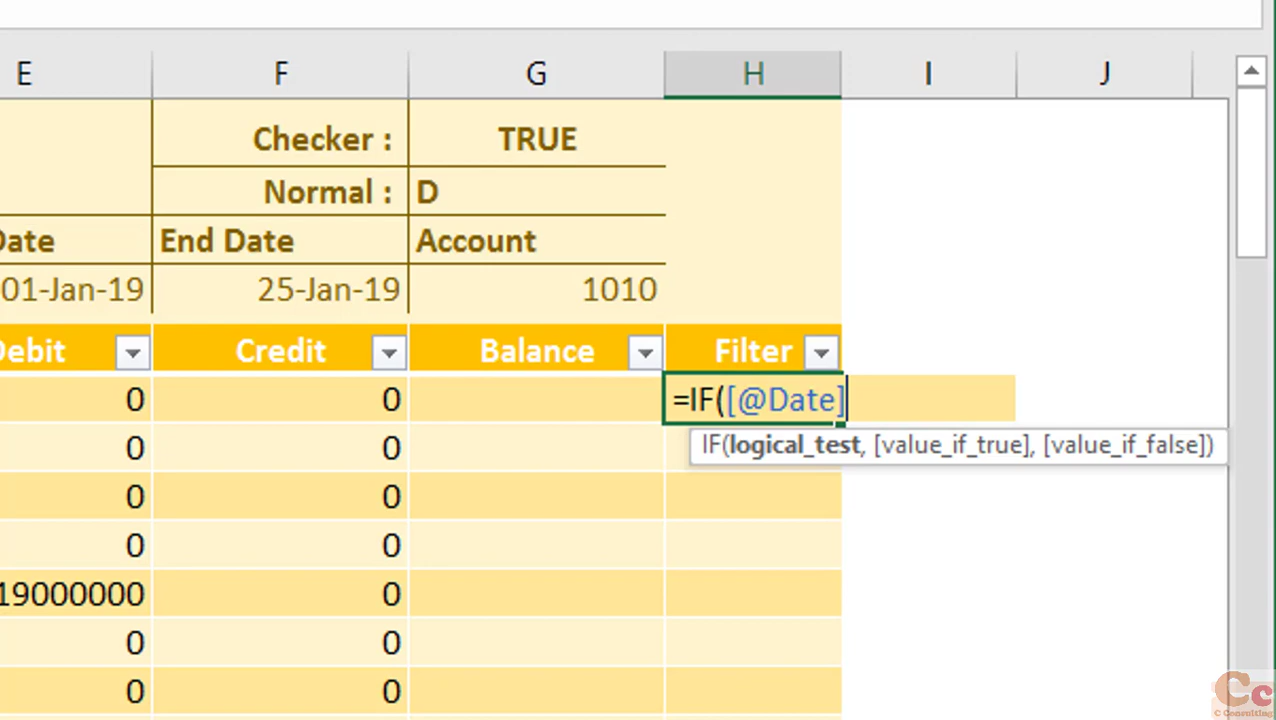 E F G H I J
Checker : TRUE
Normal : D
Date End Date Account
01-Jan-19 25-Jan-19 1010
Debit Credit Balance Filter
0 0 =IF([@Date]
0 0 IF(logical_test, [value_if_true], [value_if_false])
0 0
0 0
19000000 0
0 0
0 0
Cc
C Consulting